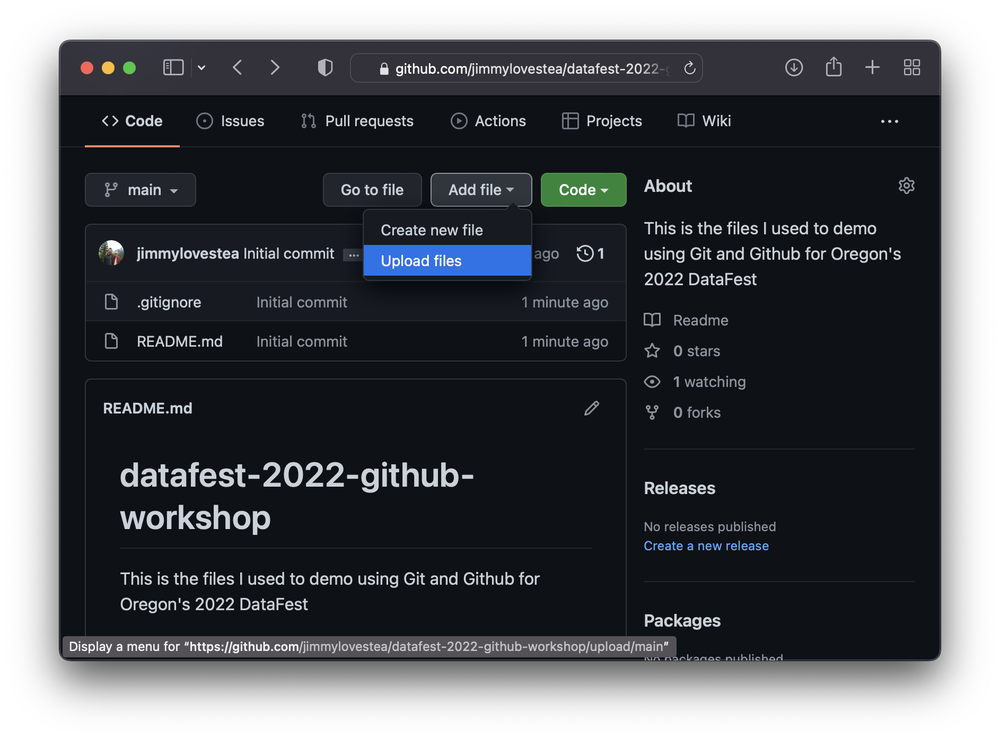 github.com/jimmylovestea/datafest-2022-
Code
Issues
Pull requests
Actions
Projects
Wiki
main
Go to file
Add file
Code
Create new file
Upload files
jimmylovestea Initial commit
ago
1
.gitignore
Initial commit
1 minute ago
README.md
Initial commit
1 minute ago
README.md
datafest-2022-github-
workshop
This is the files I used to demo using Git and Github for
Oregon's 2022 DataFest
About
This is the files I used to demo
using Git and Github for Oregon's
2022 DataFest
Readme
0 stars
1 watching
0 forks
Releases
No releases published
Create a new release
Packages
No packages published
Display a menu for “https://github.com/jimmylovestea/datafest-2022-github-workshop/upload/main”